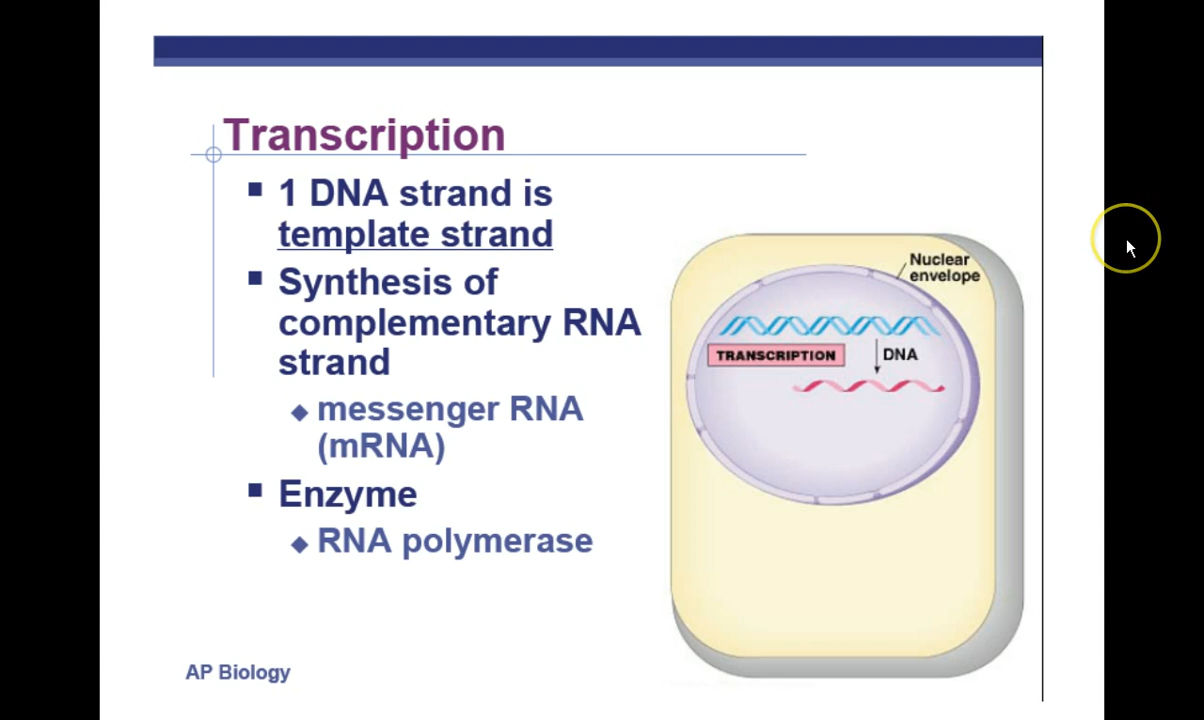 Transcription
1 DNA strand is
template strand
Synthesis of
complementary RNA
strand
messenger RNA
(mRNA)
Enzyme
RNA polymerase
Nuclear
envelope
TRANSCRIPTION
DNA
AP Biology